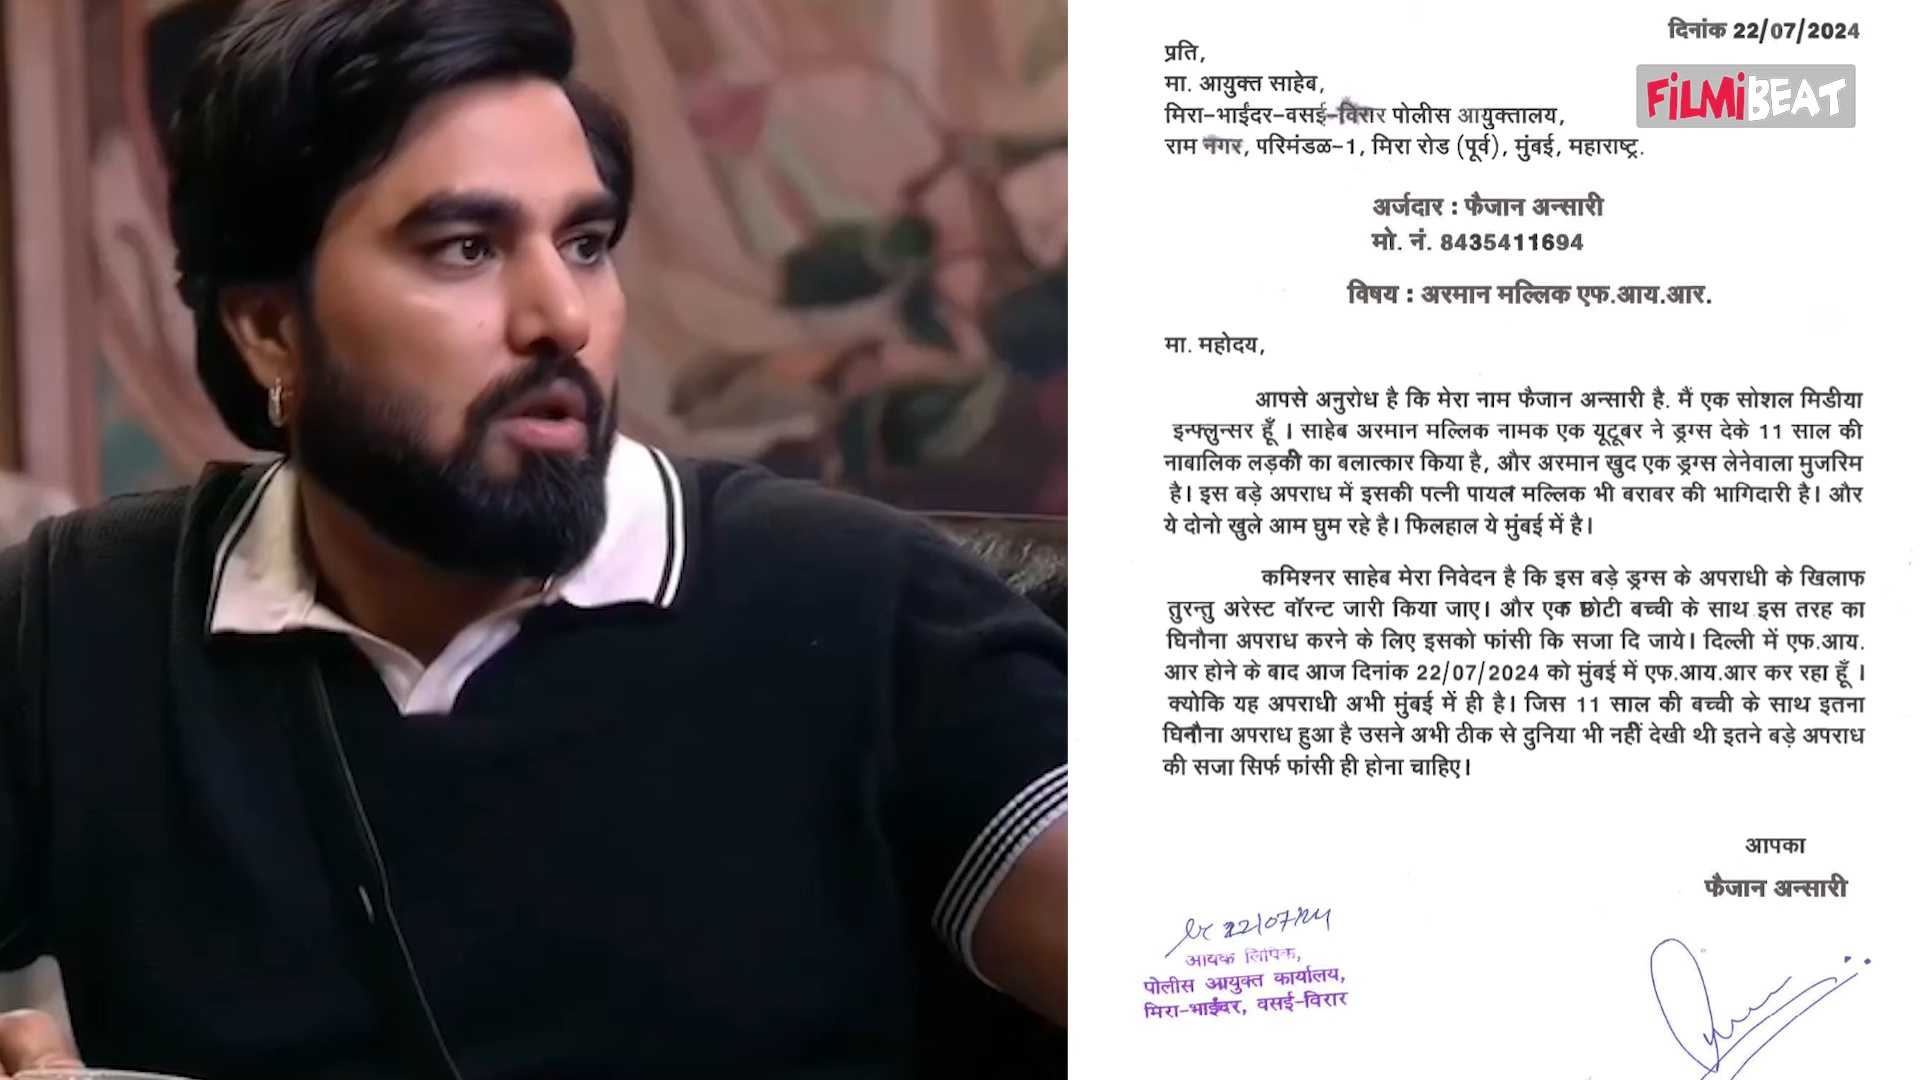 दिनांक 22/07/2024
FILMiBEAT
प्रति,
मा. आयुक्त साहेब,
मिरा-भाईंदर-वसई-विरार पोलीस आयुक्तालय,
राम नगर, परिमंडळ-1, मिरा रोड (पूर्व), मुंबई, महाराष्ट्र.
अर्जदार : फैजान अन्सारी
मो. नं. 8435411694
विषय : अरमान मल्लिक एफ.आय.आर.
मा. महोदय,
आपसे अनुरोध है कि मेरा नाम फैजान अन्सारी है. मैं एक सोशल मिडीया
इन्फ्लुन्सर हूँ । साहेब अरमान मल्लिक नामक एक यूटूबर ने ड्रग्स देके 11 साल की
नाबालिक लड़की का बलात्कार किया है, और अरमान खुद एक ड्रग्स लेनेवाला मुजरिम
है। इस बड़े अपराध में इसकी पत्नी पायल मल्लिक भी बराबर की भागिदारी है। और
ये दोनो खुले आम घुम रहे है। फिलहाल ये मुंबई में है।
कमिश्नर साहेब मेरा निवेदन है कि इस बड़े ड्रग्स के अपराधी के खिलाफ
तुरन्तु अरेस्ट वॉरन्ट जारी किया जाए। और एक छोटी बच्ची के साथ इस तरह का
घिनौना अपराध करने के लिए इसको फांसी कि सजा दि जाये। दिल्ली में एफ.आय.
आर होने के बाद आज दिनांक 22/07/2024 को मुंबई में एफ.आय.आर कर रहा हूँ ।
क्योकि यह अपराधी अभी मुंबई में ही है। जिस 11 साल की बच्ची के साथ इतना
घिनौना अपराध हुआ है उसने अभी ठीक से दुनिया भी नहीं देखी थी इतने बड़े अपराध
की सजा सिर्फ फांसी ही होना चाहिए।
आपका
फैजान अन्सारी
22/07/24
आवक लिपिक,
पोलीस आयुक्त कार्यालय,
मिरा-भाईंदर, वसई-विरार